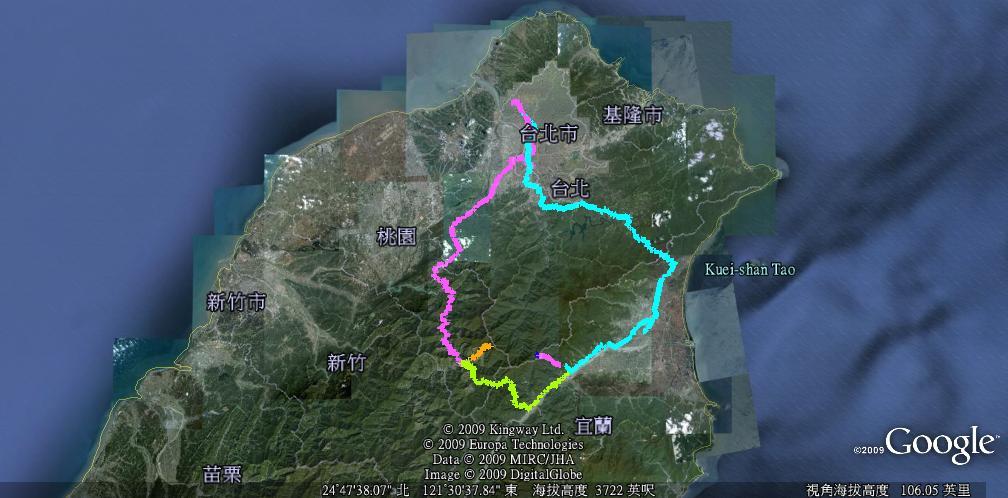 基隆市
台北市
台北
桃園
Kuei-shan Tao
新竹市
新竹
宜蘭
© 2009 Kingway Ltd.
© 2009 Europa Technologies
Data © 2009 MIRC/JHA
Image © 2009 DigitalGlobe
©2009 Google™
苗栗
24°47'38.07" 北 121°30'37.84" 東 海拔高度 3722 英呎 視角海拔高度 106.05 英里